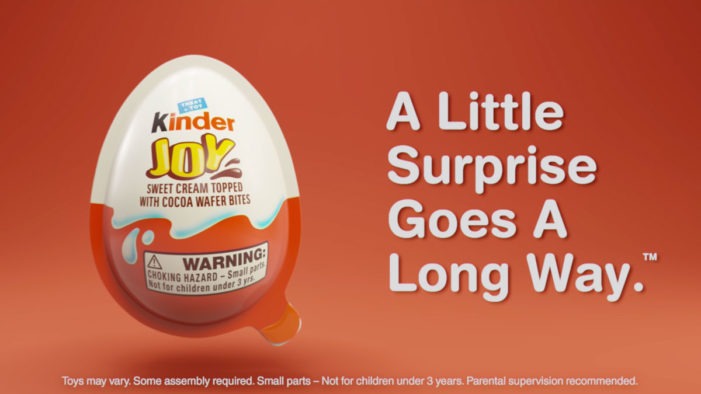 TREAT
+ TOY
Kinder
JOY
SWEET CREAM TOPPED
WITH COCOA WAFER BITES
WARNING:
CHOKING HAZARD – Small parts.
Not for children under 3 yrs.
A Little
Surprise
Goes A
Long Way.™
Toys may vary. Some assembly required. Small parts – Not for children under 3 years. Parental supervision recommended.